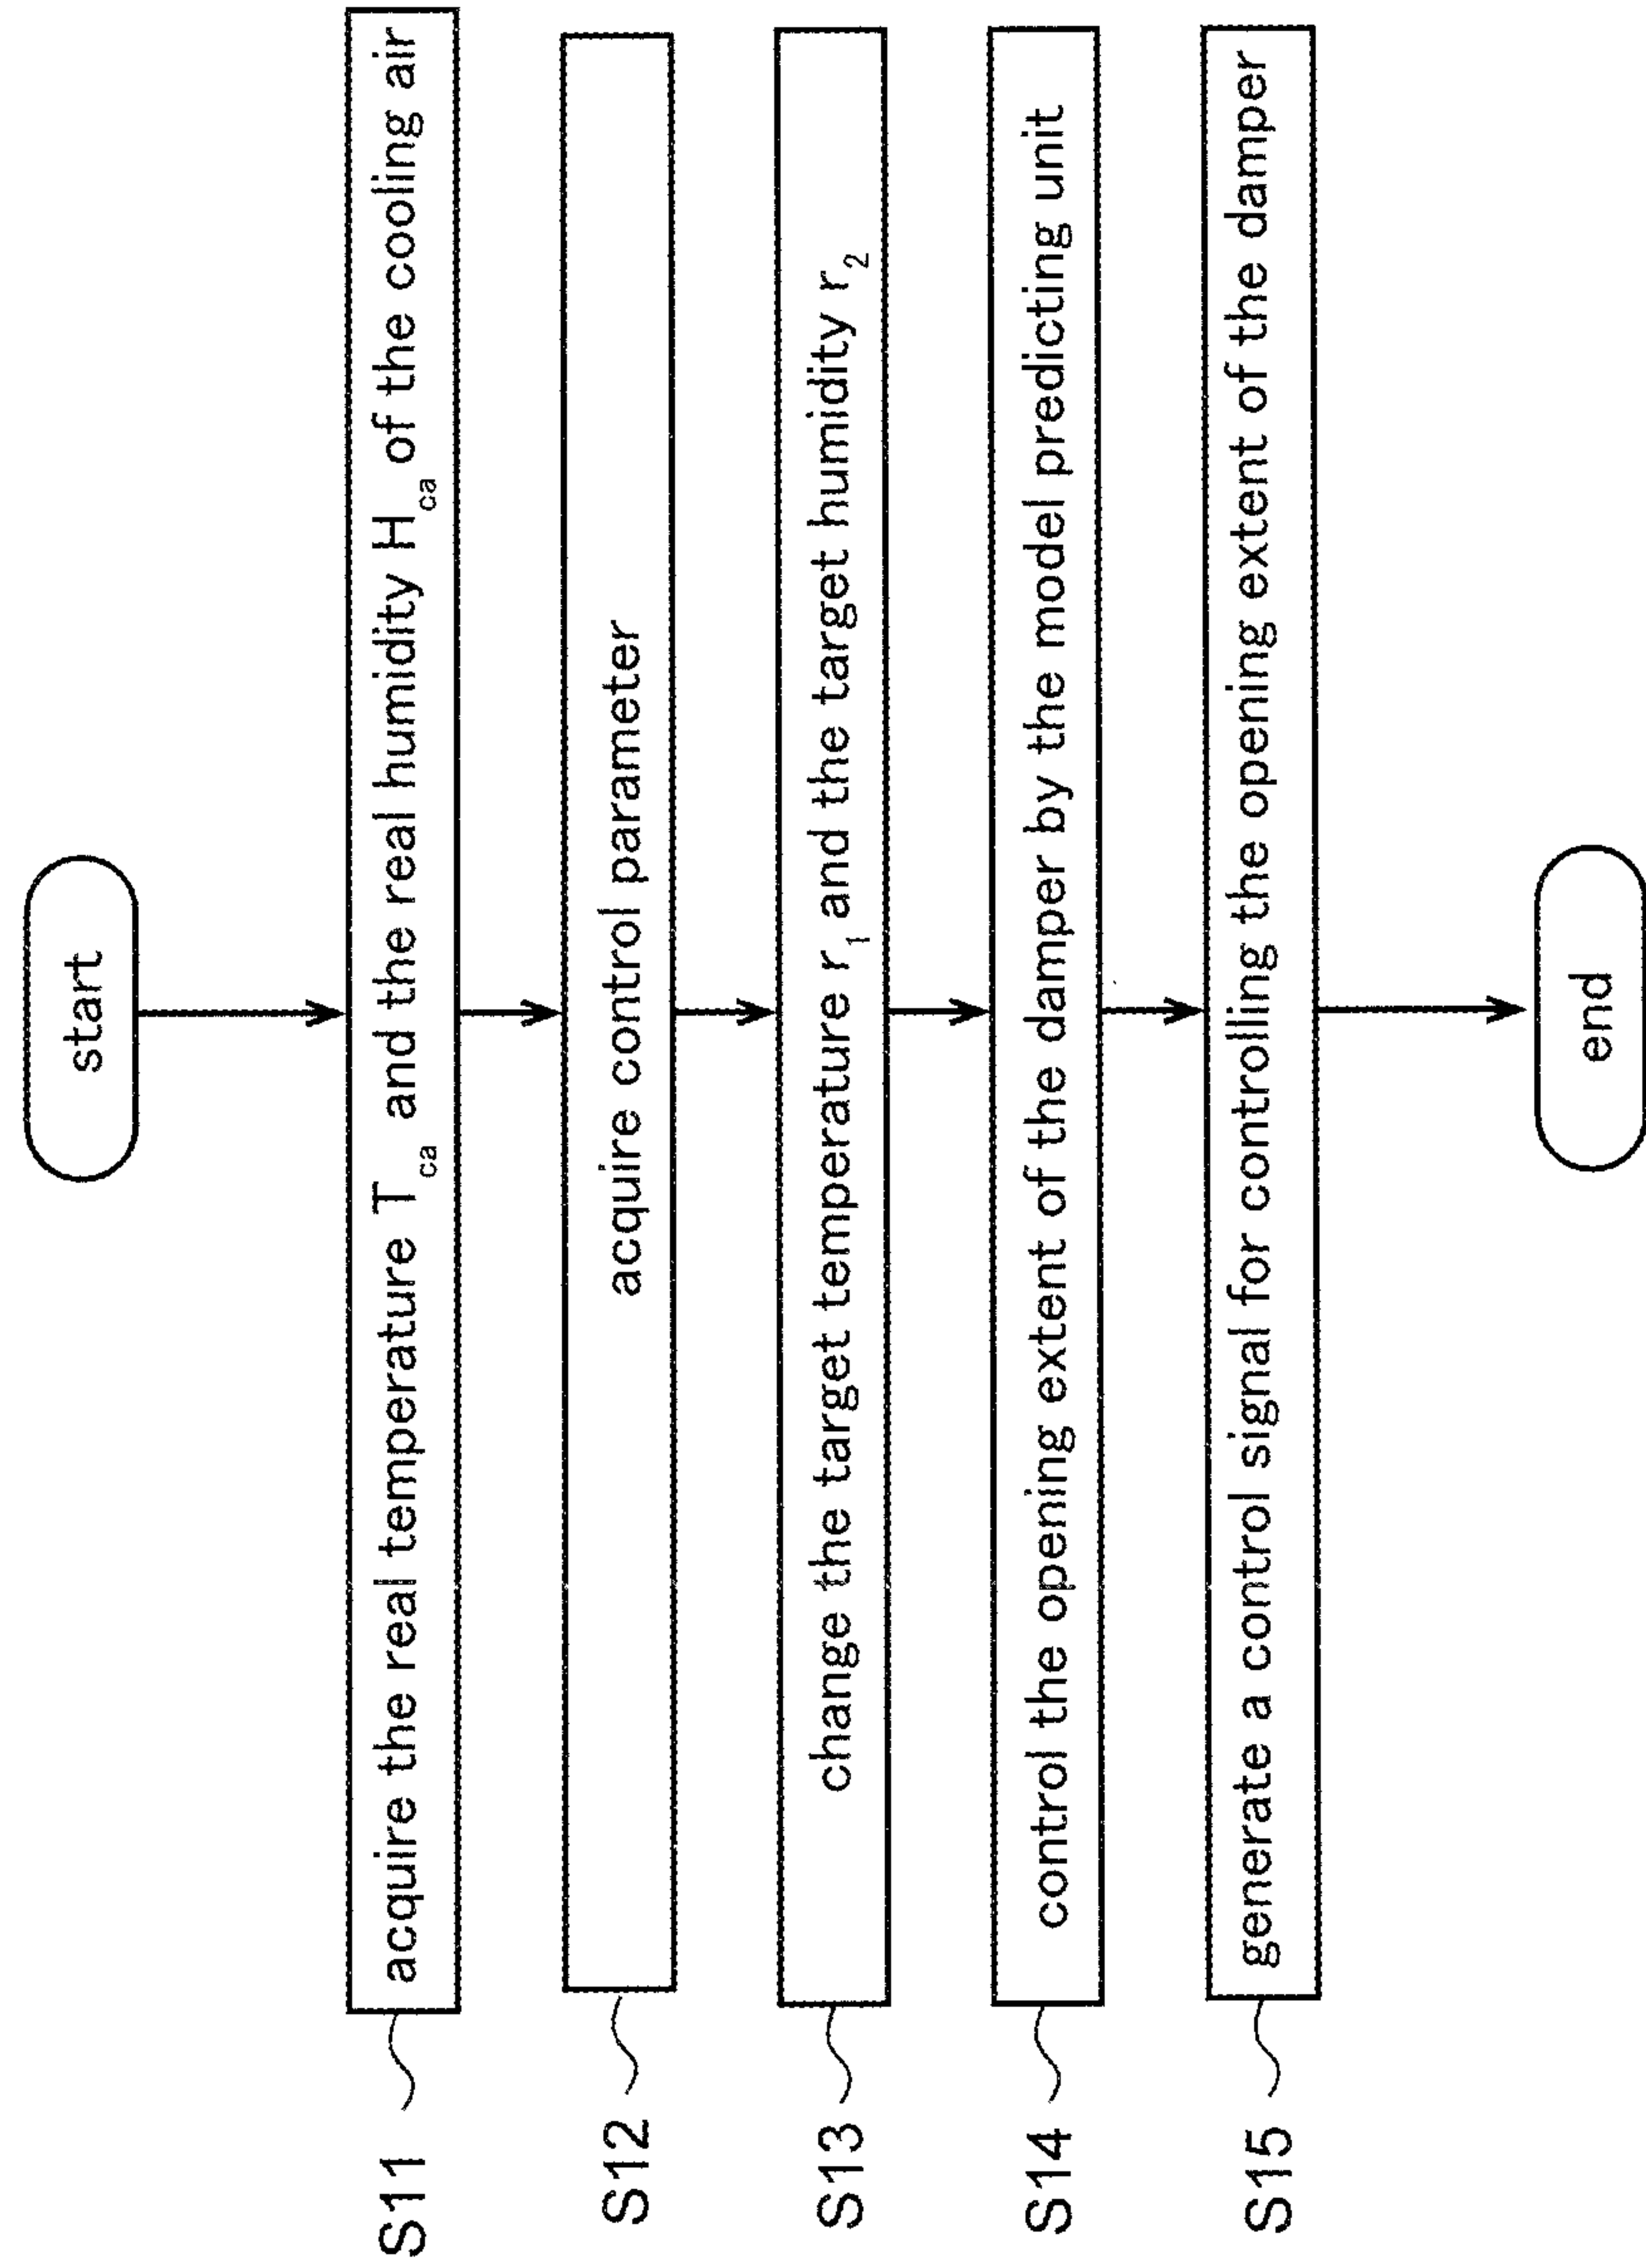 start
S11 acquire the real temperature T_ca and the real humidity H_ca of the cooling air
S12 acquire control parameter
S13 change the target temperature r_1 and the target humidity r_2
S14 control the opening extent of the damper by the model predicting unit
S15 generate a control signal for controlling the opening extent of the damper
end